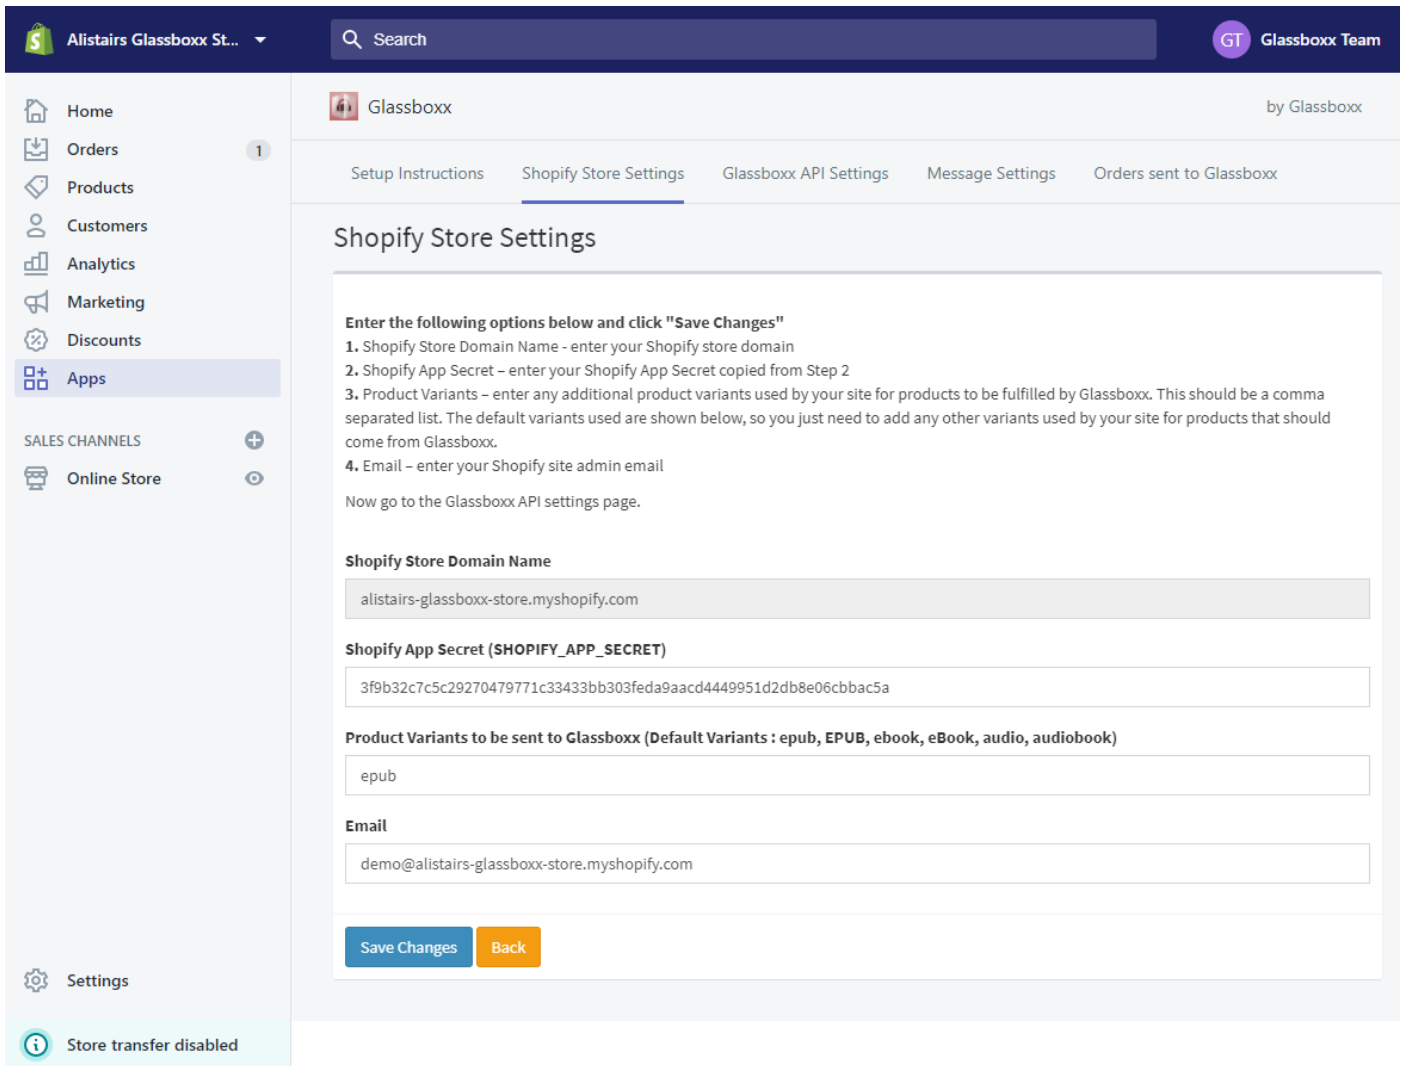 Alistairs Glassboxx St...
Search
GT
Glassboxx Team
Home
Orders
1
Products
Customers
Analytics
Marketing
Discounts
Apps
SALES CHANNELS
Online Store
Settings
Store transfer disabled
Glassboxx
by Glassboxx
Setup Instructions
Shopify Store Settings
Glassboxx API Settings
Message Settings
Orders sent to Glassboxx
Shopify Store Settings
Enter the following options below and click "Save Changes"
1. Shopify Store Domain Name - enter your Shopify store domain
2. Shopify App Secret – enter your Shopify App Secret copied from Step 2
3. Product Variants – enter any additional product variants used by your site for products to be fulfilled by Glassboxx. This should be a comma
separated list. The default variants used are shown below, so you just need to add any other variants used by your site for products that should
come from Glassboxx.
4. Email – enter your Shopify site admin email
Now go to the Glassboxx API settings page.
Shopify Store Domain Name
alistairs-glassboxx-store.myshopify.com
Shopify App Secret (SHOPIFY_APP_SECRET)
3f9b32c7c5c29270479771c33433bb303feda9aacd4449951d2db8e06cbbac5a
Product Variants to be sent to Glassboxx (Default Variants : epub, EPUB, ebook, eBook, audio, audiobook)
epub
Email
demo@alistairs-glassboxx-store.myshopify.com
Save Changes
Back